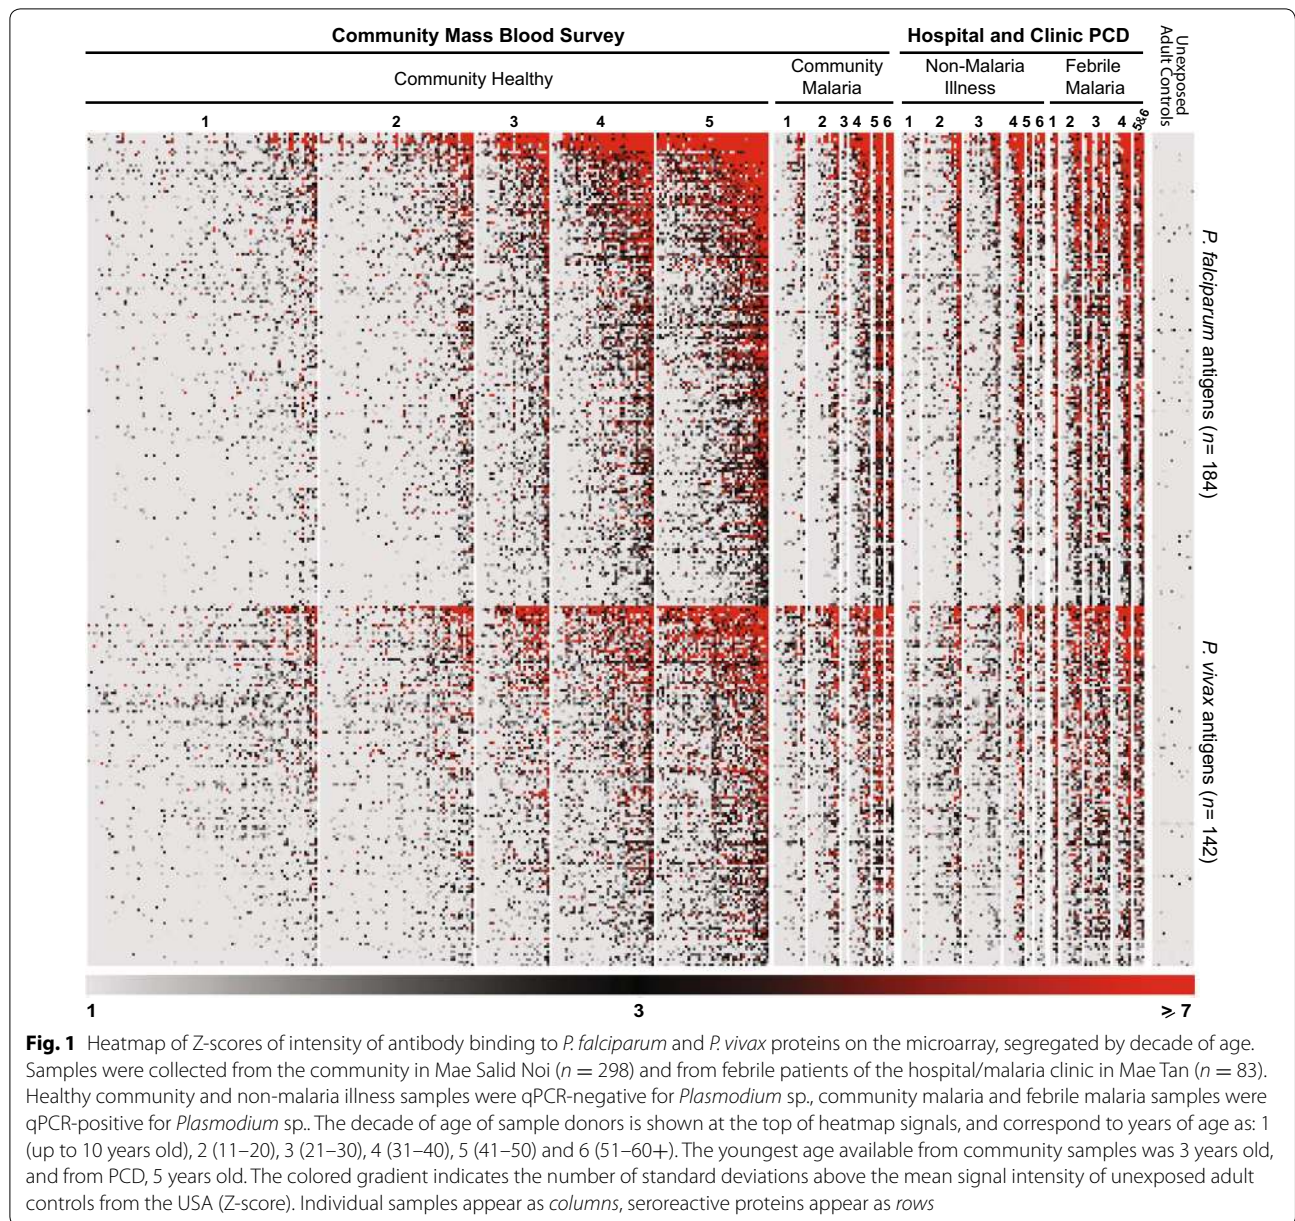 Community Mass Blood Survey
Hospital and Clinic PCD
Unexposed
Adult Controls
Community Healthy
Community
Malaria
Non-Malaria
Illness
Febrile
Malaria
1 2 3 4 5 1 2 3 4 5 6 1 2 3 4 5 6 1 2 3 4 5&6
P. falciparum antigens (n= 184)
P. vivax antigens (n= 142)
1 3 ⩾ 7
Fig. 1 Heatmap of Z-scores of intensity of antibody binding to P. falciparum and P. vivax proteins on the microarray, segregated by decade of age.
Samples were collected from the community in Mae Salid Noi (n = 298) and from febrile patients of the hospital/malaria clinic in Mae Tan (n = 83).
Healthy community and non-malaria illness samples were qPCR-negative for Plasmodium sp., community malaria and febrile malaria samples were
qPCR-positive for Plasmodium sp.. The decade of age of sample donors is shown at the top of heatmap signals, and correspond to years of age as: 1
(up to 10 years old), 2 (11–20), 3 (21–30), 4 (31–40), 5 (41–50) and 6 (51–60+). The youngest age available from community samples was 3 years old,
and from PCD, 5 years old. The colored gradient indicates the number of standard deviations above the mean signal intensity of unexposed adult
controls from the USA (Z-score). Individual samples appear as columns, seroreactive proteins appear as rows